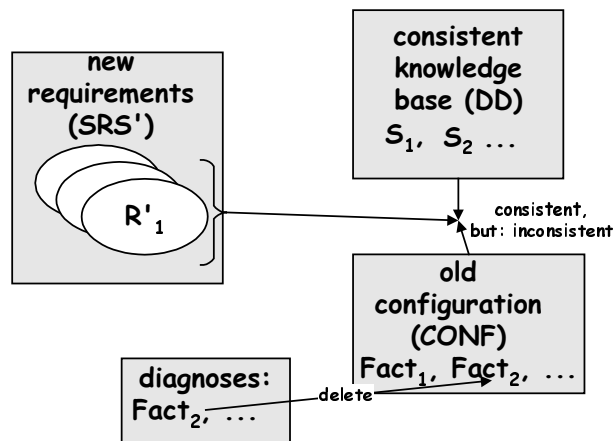 new
requirements
(SRS')
R'₁
consistent
knowledge
base (DD)
S₁, S₂ ...
consistent,
but: inconsistent
old
configuration
(CONF)
Fact₁, Fact₂, ...
diagnoses:
Fact₂, ...
delete